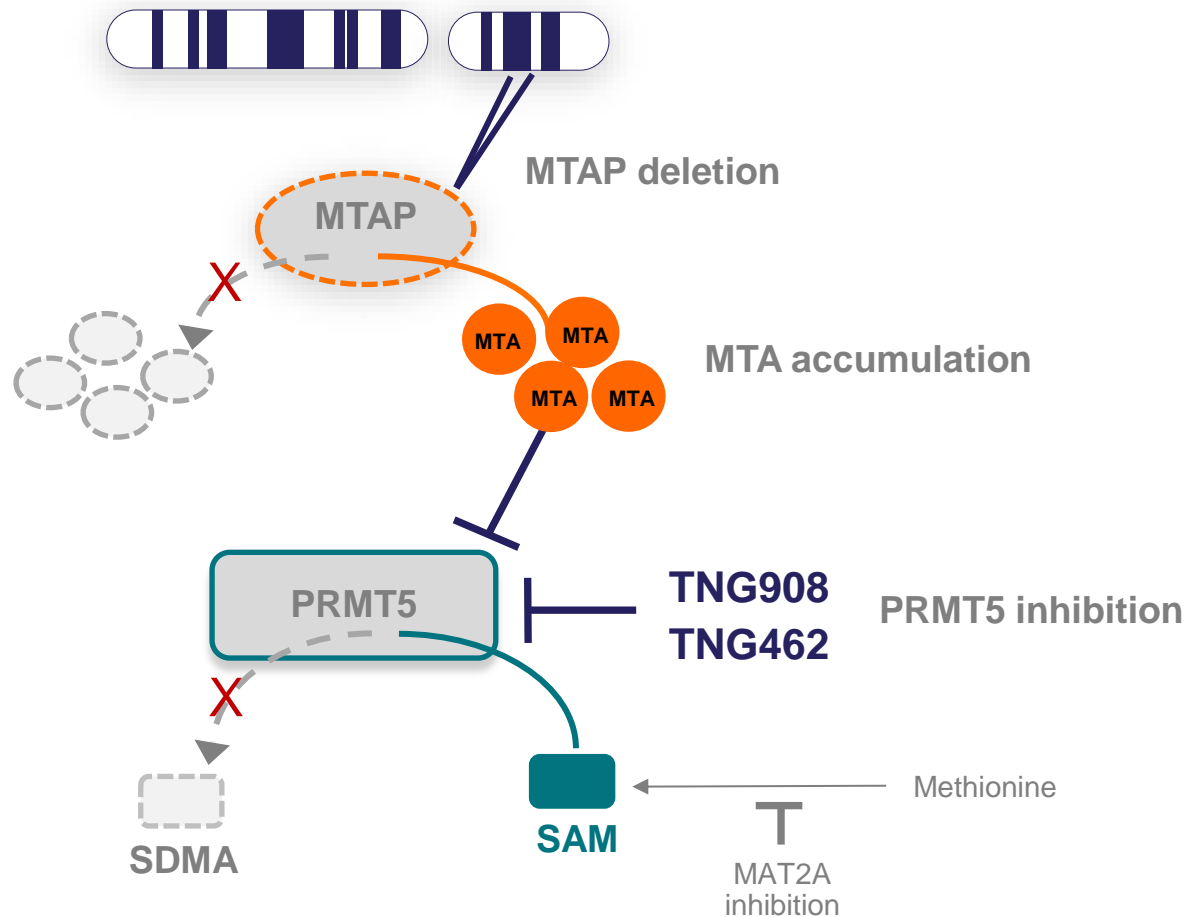 MTAP deletion
MTAP
X
MTA
MTA
MTA
MTA
MTA accumulation
PRMT5
TNG908
TNG462
PRMT5 inhibition
X
SDMA
SAM
Methionine
MAT2A
inhibition